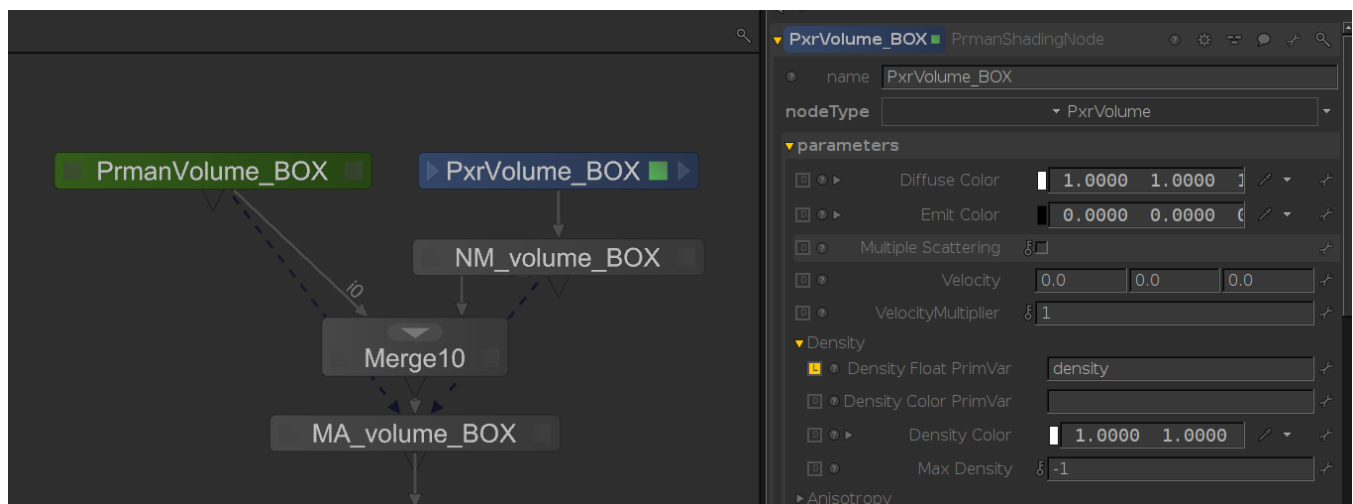 PrmanVolume_BOX
PxrVolume_BOX
NM_volume_BOX
i0
Merge10
MA_volume_BOX
PxrVolume_BOX PrmanShadingNode
name PxrVolume_BOX
nodeType PxrVolume
parameters
Diffuse Color 1.0000 1.0000 1
Emit Color 0.0000 0.0000 0
Multiple Scattering
Velocity 0.0 0.0 0.0
VelocityMultiplier 1
Density
L Density Float PrimVar density
D Density Color PrimVar
D Density Color 1.0000 1.0000
D Max Density -1
Anisotropy